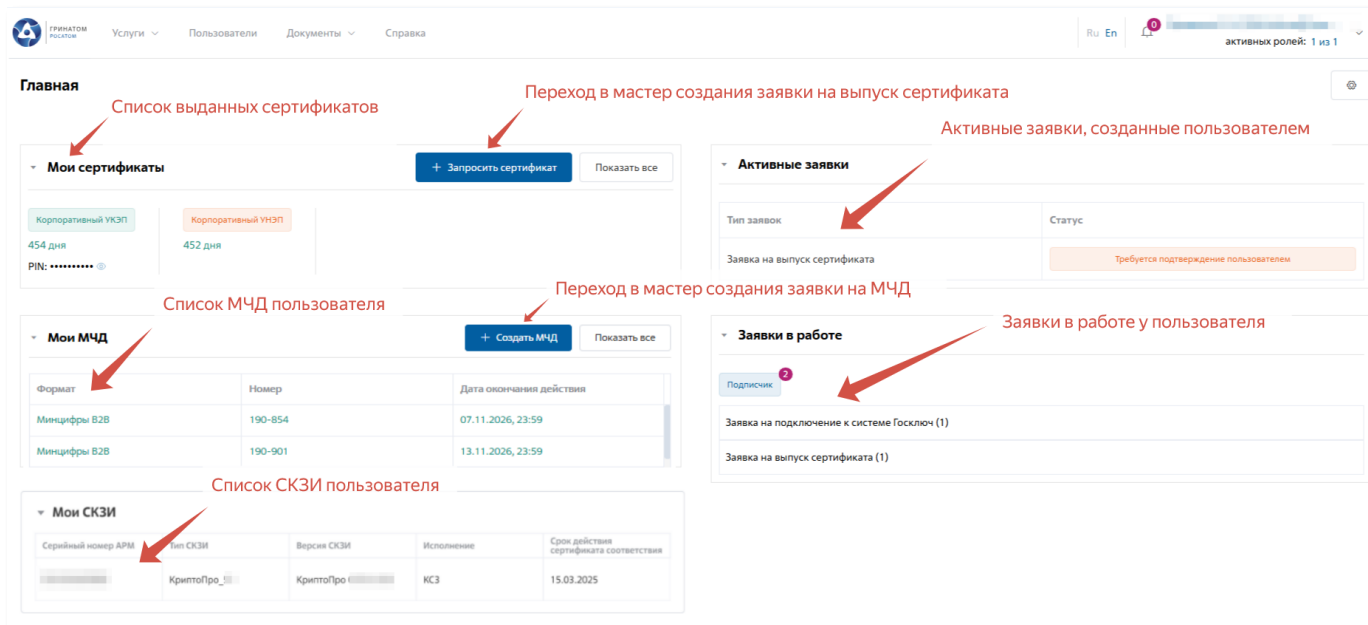 ГРИНАТОМ
РОСАТОМ
Услуги
Пользователи
Документы
Справка
Ru En
0
активных ролей: 1 из 1
Главная
Список выданных сертификатов
Переход в мастер создания заявки на выпуск сертификата
Активные заявки, созданные пользователем
Мои сертификаты
+ Запросить сертификат
Показать все
Корпоративный УКЭП
Корпоративный УНЭП
454 дня
452 дня
PIN: ••••••••••
Активные заявки
Тип заявок
Статус
Заявка на выпуск сертификата
Требуется подтверждение пользователем
Список МЧД пользователя
Переход в мастер создания заявки на МЧД
Заявки в работе у пользователя
Мои МЧД
+ Создать МЧД
Показать все
Формат
Номер
Дата окончания действия
Минцифры B2B
190-854
07.11.2026, 23:59
Минцифры B2B
190-901
13.11.2026, 23:59
Заявки в работе
Подписчик
2
Заявка на подключение к системе Госключ (1)
Заявка на выпуск сертификата (1)
Список СКЗИ пользователя
Мои СКЗИ
Серийный номер АРМ
Тип СКЗИ
Версия СКЗИ
Исполнение
Срок действия
сертификата соответствия
КриптоПро_
КриптоПро
КС3
15.03.2025